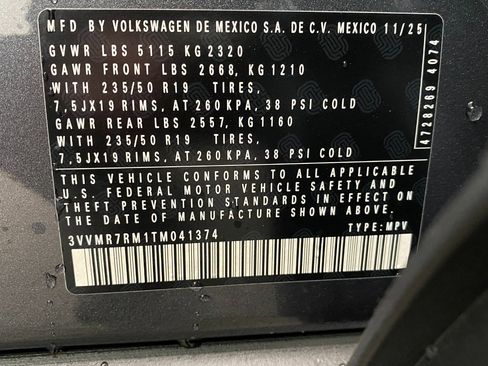 MFD BY VOLKSWAGEN DE MEXICO S.A. DE C.V. MEXICO 11/25
GVWR LBS 5115 KG 2320
GAWR FRONT LBS 2668, KG 1210
WITH 235/50 R19 TIRES,
7,5JX19 RIMS, AT 260 KPA, 38 PSI COLD
GAWR REAR LBS 2557, KG 1160
WITH 235/50 R19 TIRES,
7,5JX19 RIMS, AT 260 KPA, 38 PSI COLD
THIS VEHICLE CONFORMS TO ALL APPLICABLE
U.S. FEDERAL MOTOR VEHICLE SAFETY AND
THEFT PREVENTION STANDARDS IN EFFECT ON
THE DATE OF MANUFACTURE SHOWN ABOVE.
3VVMR7RM1TM041374 TYPE: MPV
4728269 4074